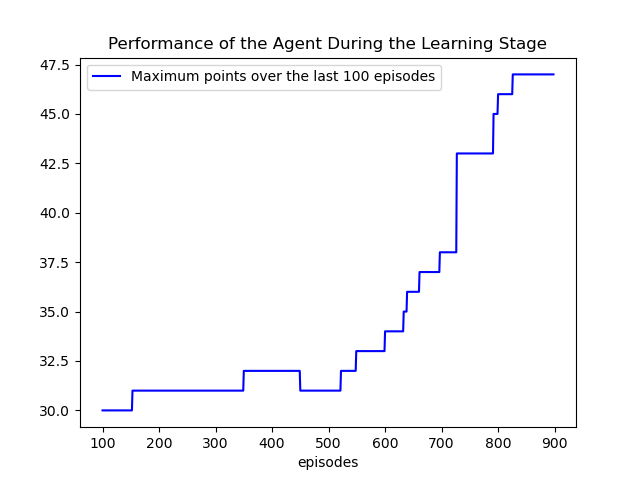 Performance of the Agent During the Learning Stage
Maximum points over the last 100 episodes
47.5
45.0
42.5
40.0
37.5
35.0
32.5
30.0
100 200 300 400 500 600 700 800 900
episodes